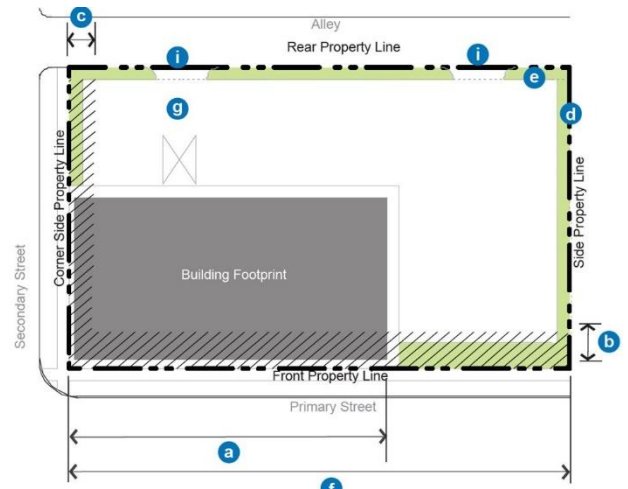 c
Alley
Rear Property Line
i
i
e
g
d
Corner Side Property Line
Side Property Line
Secondary Street
Building Footprint
b
Front Property Line
Primary Street
a
f